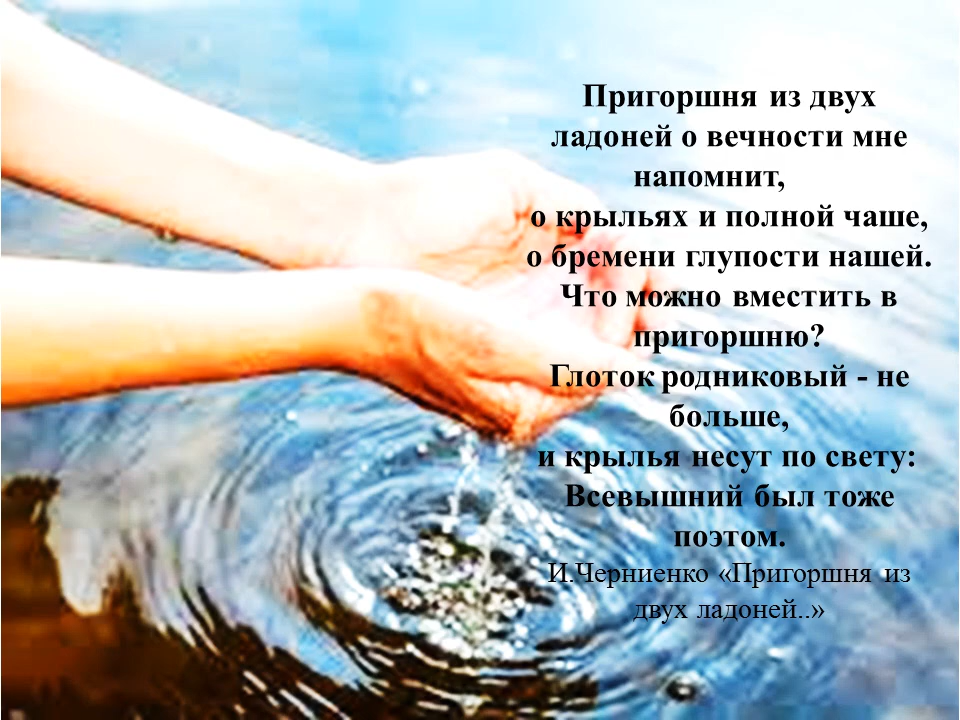 Пригоршня из двух
ладоней о вечности мне
напомнит,
о крыльях и полной чаше,
о бремени глупости нашей.
Что можно вместить в
пригоршню?
Глоток родниковый - не
больше,
и крылья несут по свету:
Всевышний был тоже
поэтом.
И.Черниенко «Пригоршня из
двух ладоней..»